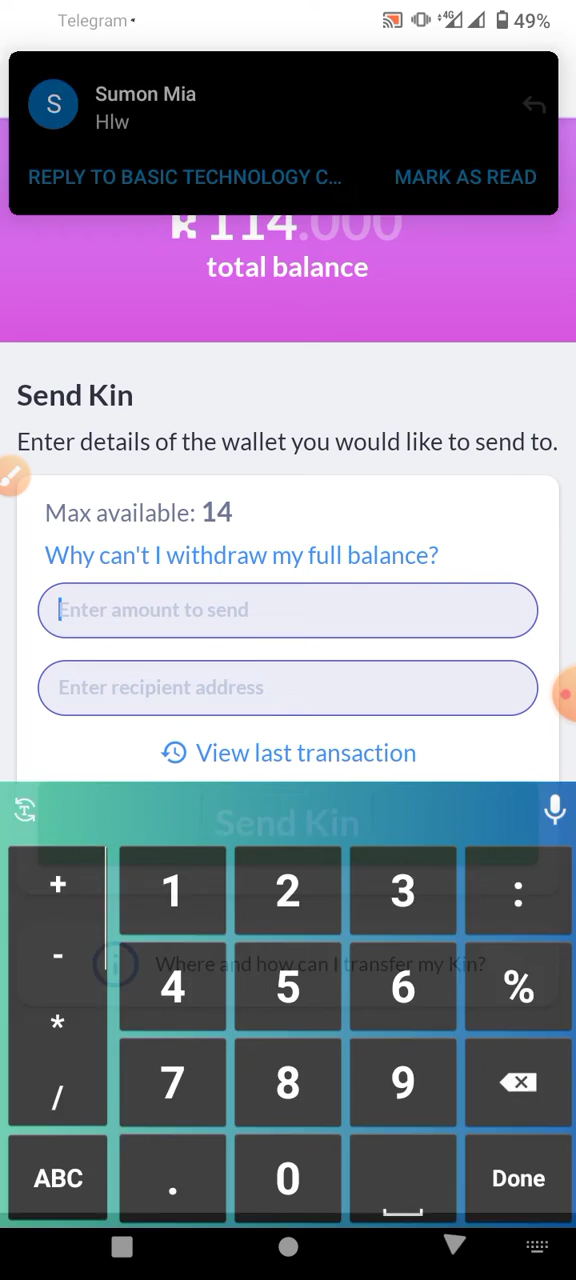 Telegram •
4G
49%
S
Sumon Mia
Hlw
REPLY TO BASIC TECHNOLOGY C...
MARK AS READ
114.000
total balance
Send Kin
Enter details of the wallet you would like to send to.
Max available: 14
Why can't I withdraw my full balance?
Enter amount to send
Enter recipient address
View last transaction
Send Kin
+ 1 2 3 :
Where and how can I transfer my Kin?
- 4 5 6 %
*
/ 7 8 9
ABC . 0 Done